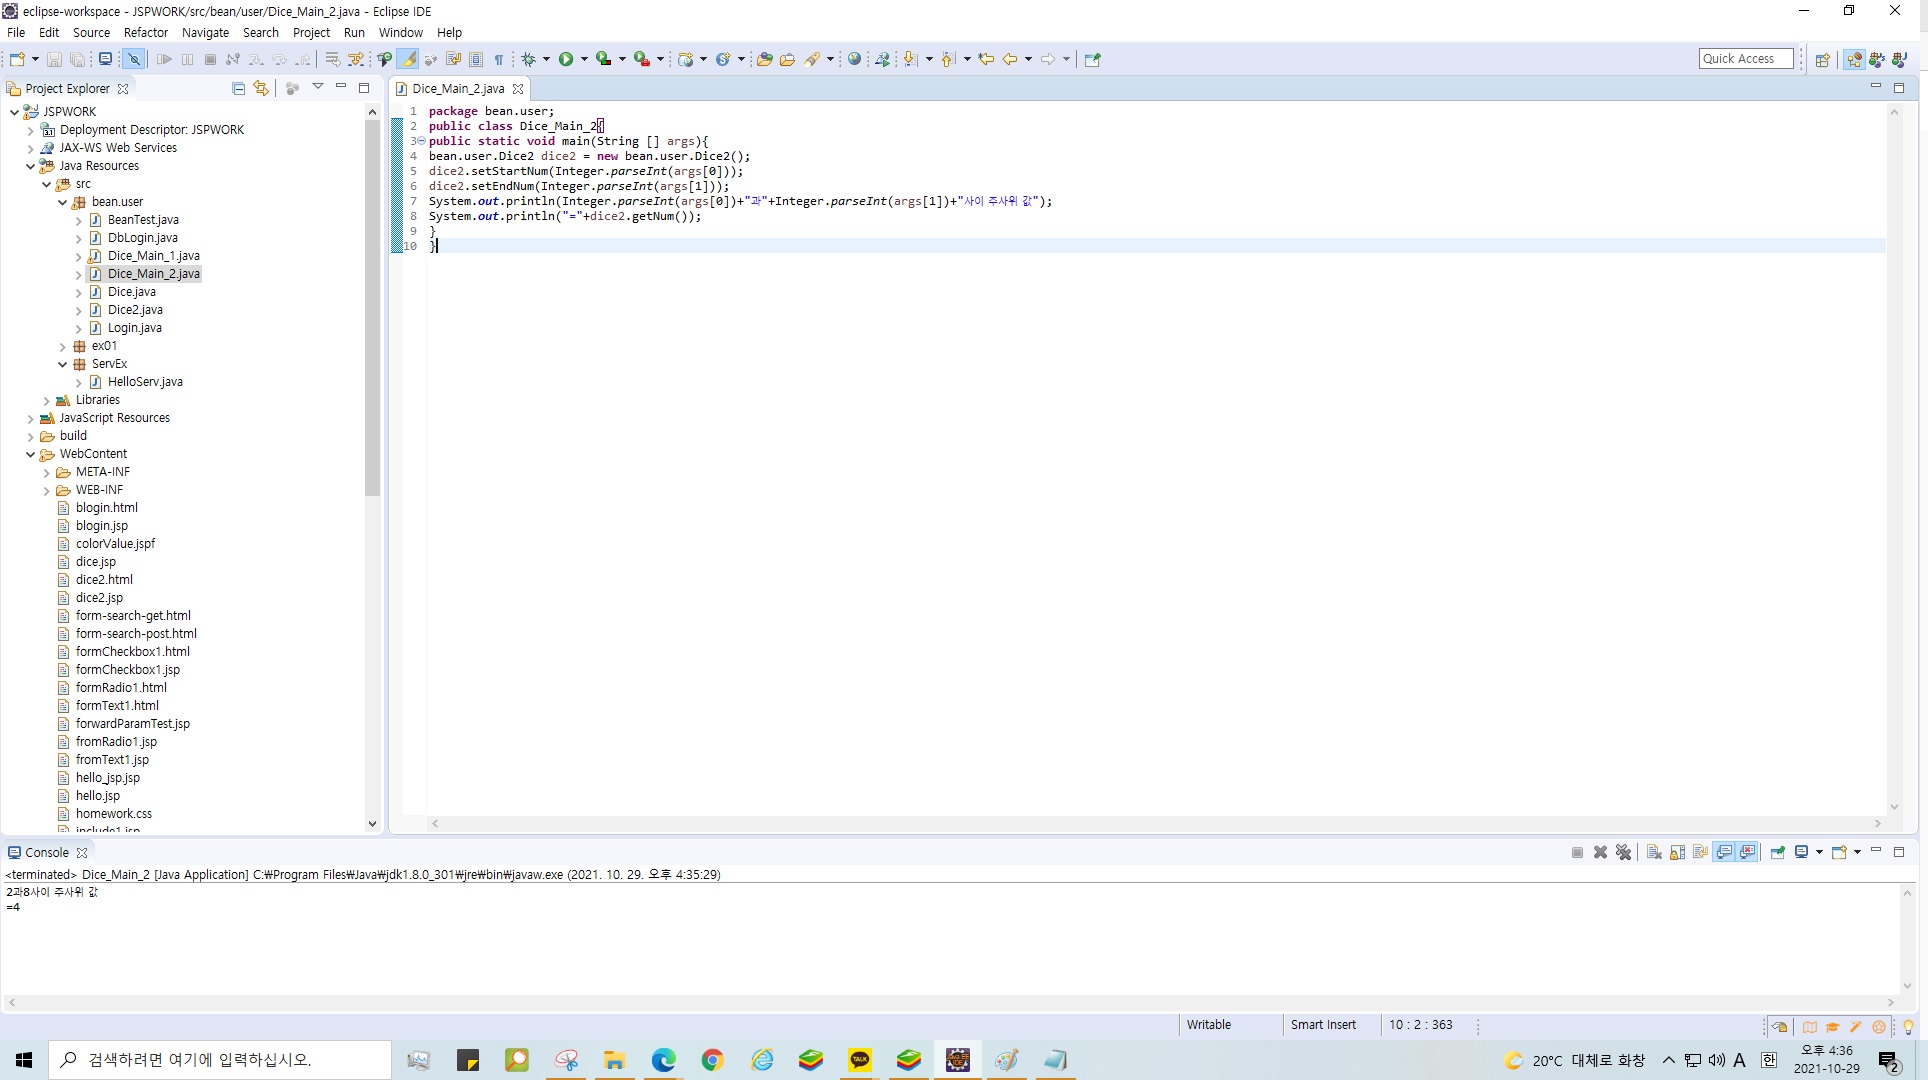 eclipse-workspace - JSPWORK/src/bean/user/Dice_Main_2.java - Eclipse IDE
File Edit Source Refactor Navigate Search Project Run Window Help
Quick Access
Project Explorer
JSPWORK
Deployment Descriptor: JSPWORK
JAX-WS Web Services
Java Resources
src
bean.user
BeanTest.java
DbLogin.java
Dice_Main_1.java
Dice_Main_2.java
Dice.java
Dice2.java
Login.java
ex01
ServEx
HelloServ.java
Libraries
JavaScript Resources
build
WebContent
META-INF
WEB-INF
blogin.html
blogin.jsp
colorValue.jspf
dice.jsp
dice2.html
dice2.jsp
form-search-get.html
form-search-post.html
formCheckbox1.html
formCheckbox1.jsp
formRadio1.html
formText1.html
forwardParamTest.jsp
fromRadio1.jsp
fromText1.jsp
hello_jsp.jsp
hello.jsp
homework.css
include1.jsp
Dice_Main_2.java
1 package bean.user;
2 public class Dice_Main_2{
3 public static void main(String [] args){
4 bean.user.Dice2 dice2 = new bean.user.Dice2();
5 dice2.setStartNum(Integer.parseInt(args[0]));
6 dice2.setEndNum(Integer.parseInt(args[1]));
7 System.out.println(Integer.parseInt(args[0])+"과"+Integer.parseInt(args[1])+"사이 주사위 값");
8 System.out.println("="+dice2.getNum());
9 }
10 }
Console
<terminated> Dice_Main_2 [Java Application] C:₩Program Files₩Java₩jdk1.8.0_301₩jre₩bin₩javaw.exe (2021. 10. 29. 오후 4:35:29)
2과8사이 주사위 값
=4
Writable Smart Insert 10 : 2 : 363
검색하려면 여기에 입력하십시오.
TALK
20°C 대체로 화창
A 한
오후 4:36
2021-10-29
2